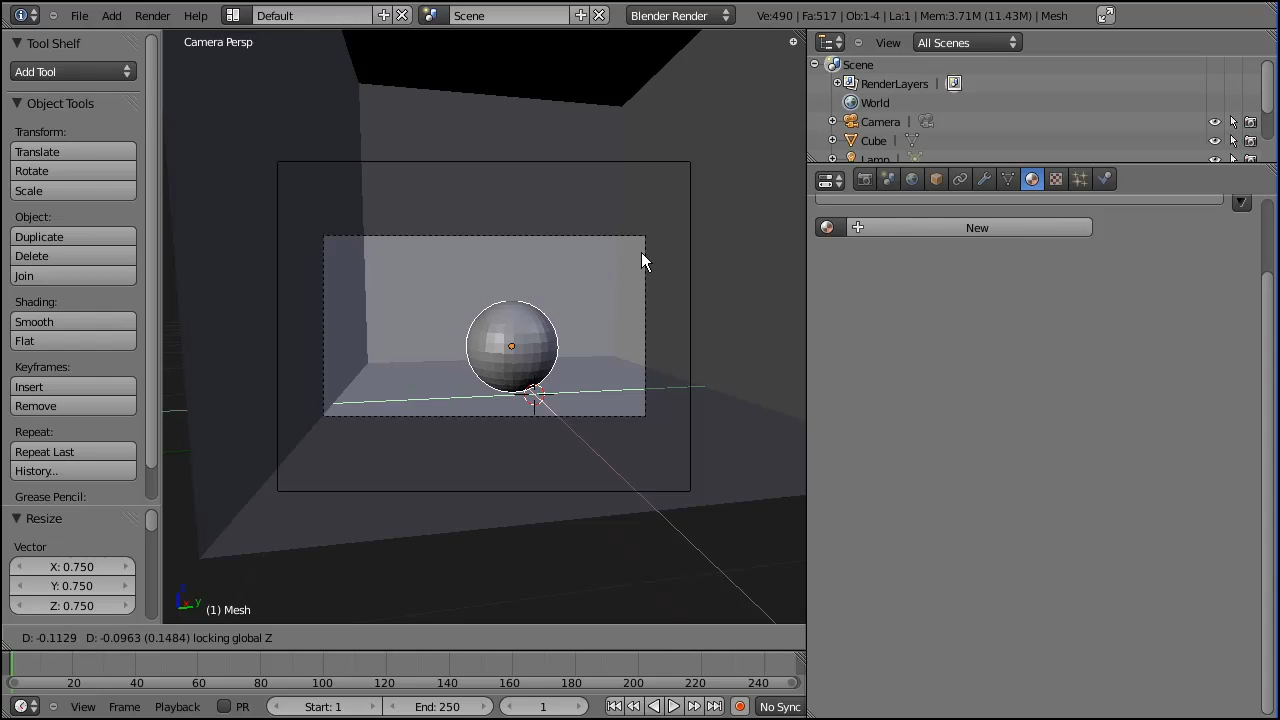 Add Render Help Default Scene Blender Render Ve:490 | Fa:517 | Ob:1-4 | La:1 | Mem:3.71M (11.43M) | Mesh
Tool Shelf
Add Tool
Object Tools
Transform:
Translate
Rotate
Scale
Object:
Duplicate
Delete
Join
Shading:
Smooth
Flat
Keyframes:
Insert
Remove
Repeat:
Repeat Last
History...
Grease Pencil:
Resize
Vector
X: 0.750
Y: 0.750
Z: 0.750
Camera Persp
y
(1) Mesh
D: -0.1129 D: -0.0963 (0.1484) locking global Z
20 40 60 80 100 120 140 160 180 200 220 240
View Frame Playback PR Start: 1 End: 250 1 No Sync
View All Scenes
Scene
RenderLayers |
World
Camera |
Cube |
Lamp |
New